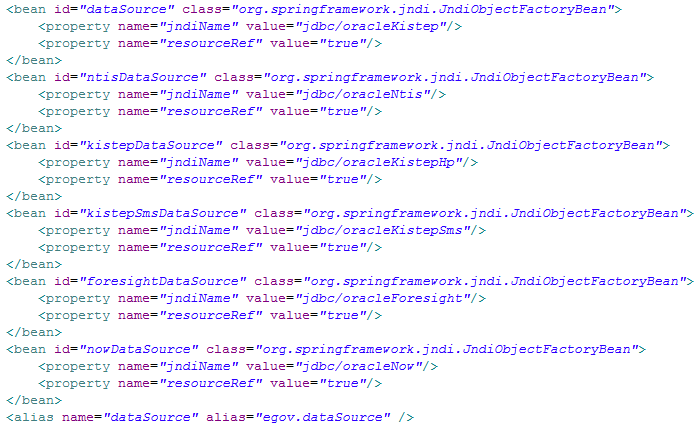 <bean id="dataSource" class="org.springframework.jndi.JndiObjectFactoryBean">
    <property name="jndiName" value="jdbc/oracleKistep"/>
    <property name="resourceRef" value="true"/>
</bean>
<bean id="ntisDataSource" class="org.springframework.jndi.JndiObjectFactoryBean">
    <property name="jndiName" value="jdbc/oracleNtis"/>
    <property name="resourceRef" value="true"/>
</bean>
<bean id="kistepDataSource" class="org.springframework.jndi.JndiObjectFactoryBean">
    <property name="jndiName" value="jdbc/oracleKistepHp"/>
    <property name="resourceRef" value="true"/>
</bean>
<bean id="kistepSmsDataSource" class="org.springframework.jndi.JndiObjectFactoryBean">
    <property name="jndiName" value="jdbc/oracleKistepSms"/>
    <property name="resourceRef" value="true"/>
</bean>
<bean id="foresightDataSource" class="org.springframework.jndi.JndiObjectFactoryBean">
    <property name="jndiName" value="jdbc/oracleForesight"/>
    <property name="resourceRef" value="true"/>
</bean>
<bean id="nowDataSource" class="org.springframework.jndi.JndiObjectFactoryBean">
    <property name="jndiName" value="jdbc/oracleNow"/>
    <property name="resourceRef" value="true"/>
</bean>
<alias name="dataSource" alias="egov.dataSource" />